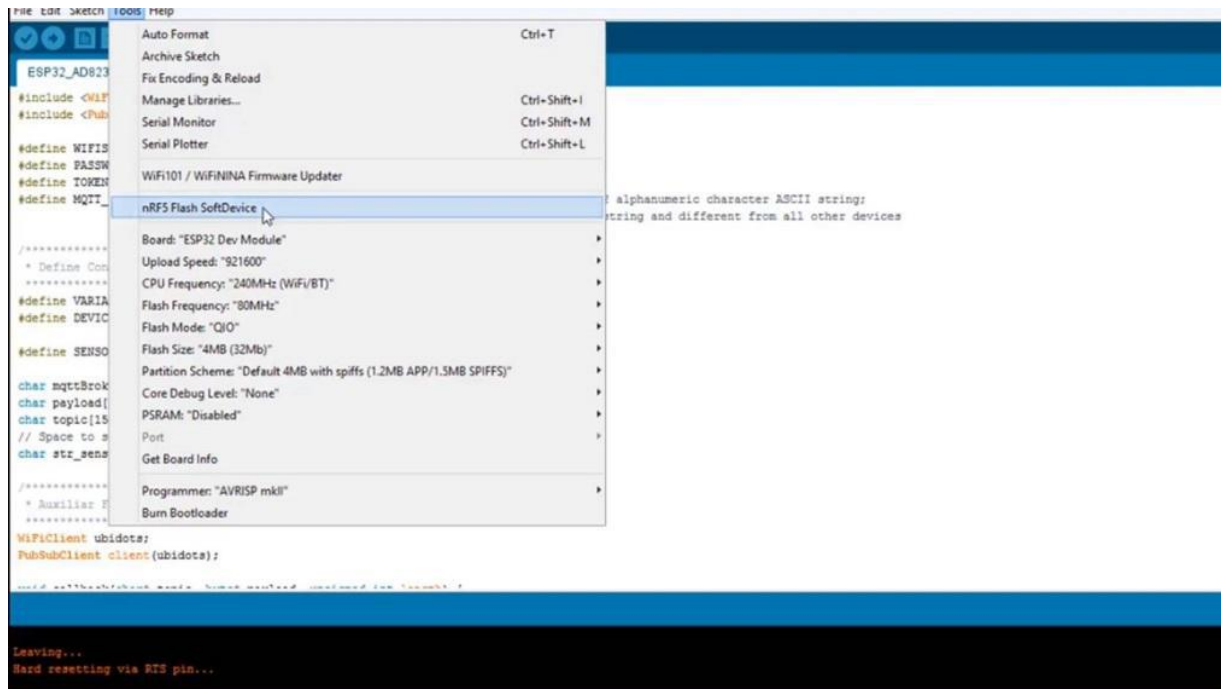 File Edit Sketch Tools Help
ESP32_AD823
Auto Format Ctrl+T
Archive Sketch
Fix Encoding & Reload
Manage Libraries... Ctrl+Shift+I
Serial Monitor Ctrl+Shift+M
Serial Plotter Ctrl+Shift+L
WiFi101 / WiFiNINA Firmware Updater
nRF5 Flash SoftDevice
Board: "ESP32 Dev Module"
Upload Speed: "921600"
CPU Frequency: "240MHz (WiFi/BT)"
Flash Frequency: "80MHz"
Flash Mode: "QIO"
Flash Size: "4MB (32Mb)"
Partition Scheme: "Default 4MB with spiffs (1.2MB APP/1.5MB SPIFFS)"
Core Debug Level: "None"
PSRAM: "Disabled"
Port
Get Board Info
Programmer: "AVRISP mkII"
Burn Bootloader
#include <WiF
#include <Pub
#define WIFIS
#define PASSW
#define TOKEN
#define MQTT_
alphanumeric character ASCII string;
string and different from all other devices
/************
* Define Con
************
#define VARIA
#define DEVIC
#define SENSO
char mqttBrok
char payload[
char topic[15
// Space to s
char str_sens
/************
* Auxiliar F
************
WiFiClient ubidots;
PubSubClient client(ubidots);
Leaving...
Hard resetting via RTS pin...